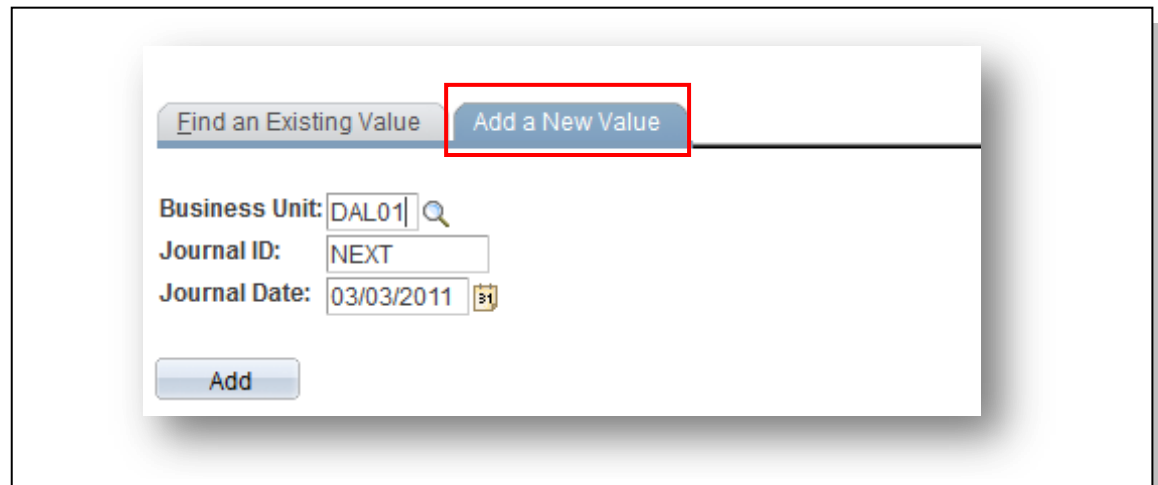 Find an Existing Value Add a New Value
Business Unit: DAL01
Journal ID: NEXT
Journal Date: 03/03/2011 31
Add